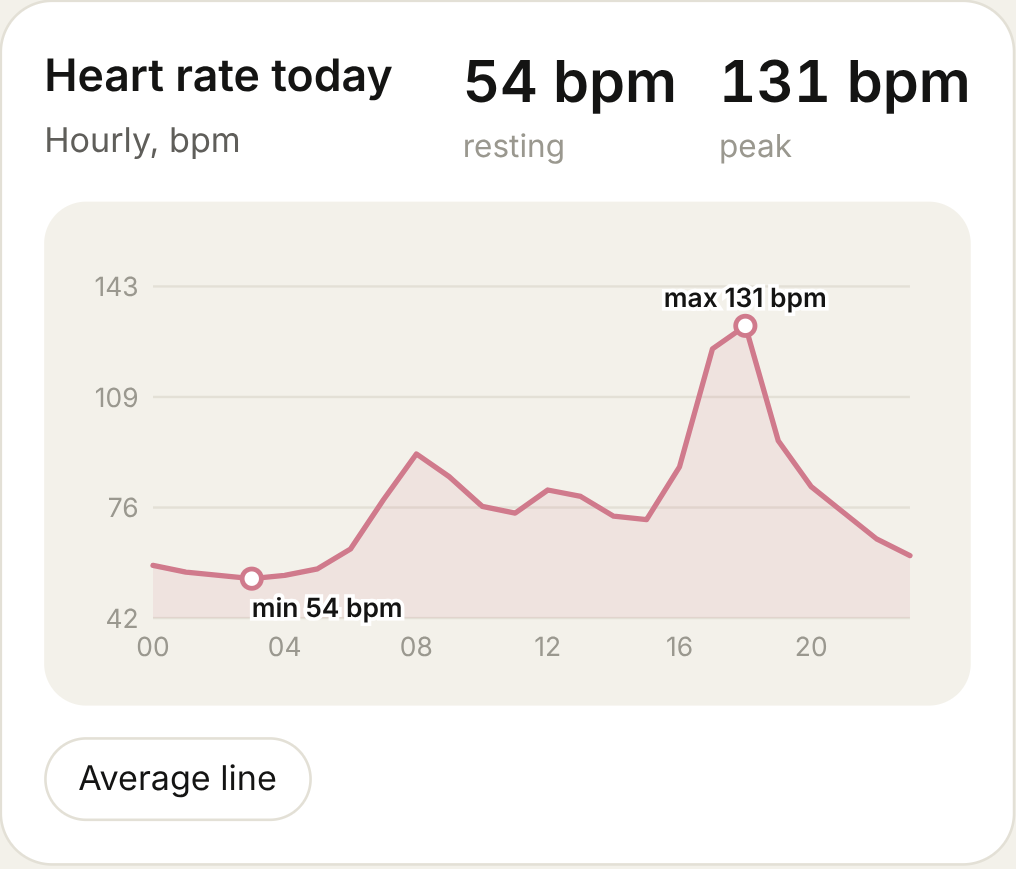 Heart rate today
Hourly, bpm
54 bpm
resting
131 bpm
peak
143
109
76
42
max 131 bpm
min 54 bpm
00 04 08 12 16 20
Average line